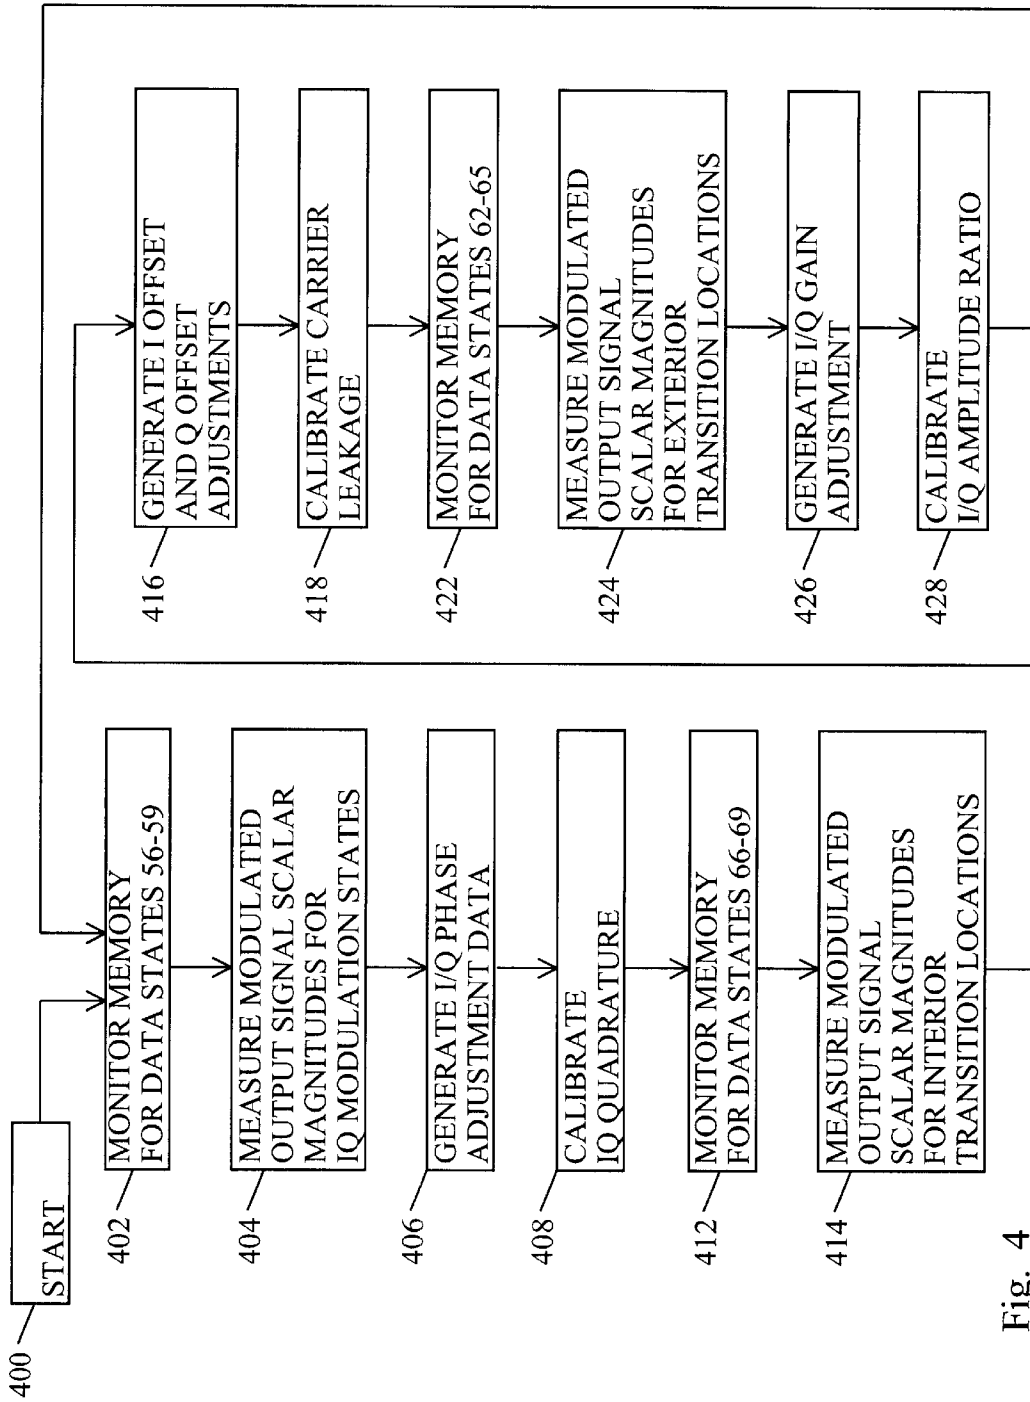 400
START
402
MONITOR MEMORY
FOR DATA STATES 56-59
404
MEASURE MODULATED
OUTPUT SIGNAL SCALAR
MAGNITUDES FOR
IQ MODULATION STATES
406
GENERATE I/Q PHASE
ADJUSTMENT DATA
408
CALIBRATE
IQ QUADRATURE
412
MONITOR MEMORY
FOR DATA STATES 66-69
414
MEASURE MODULATED
OUTPUT SIGNAL
SCALAR MAGNITUDES
FOR INTERIOR
TRANSITION LOCATIONS
416
GENERATE I OFFSET
AND Q OFFSET
ADJUSTMENTS
418
CALIBRATE CARRIER
LEAKAGE
422
MONITOR MEMORY
FOR DATA STATES 62-65
424
MEASURE MODULATED
OUTPUT SIGNAL
SCALAR MAGNITUDES
FOR EXTERIOR
TRANSITION LOCATIONS
426
GENERATE I/Q GAIN
ADJUSTMENT
428
CALIBRATE
I/Q AMPLITUDE RATIO
Fig. 4